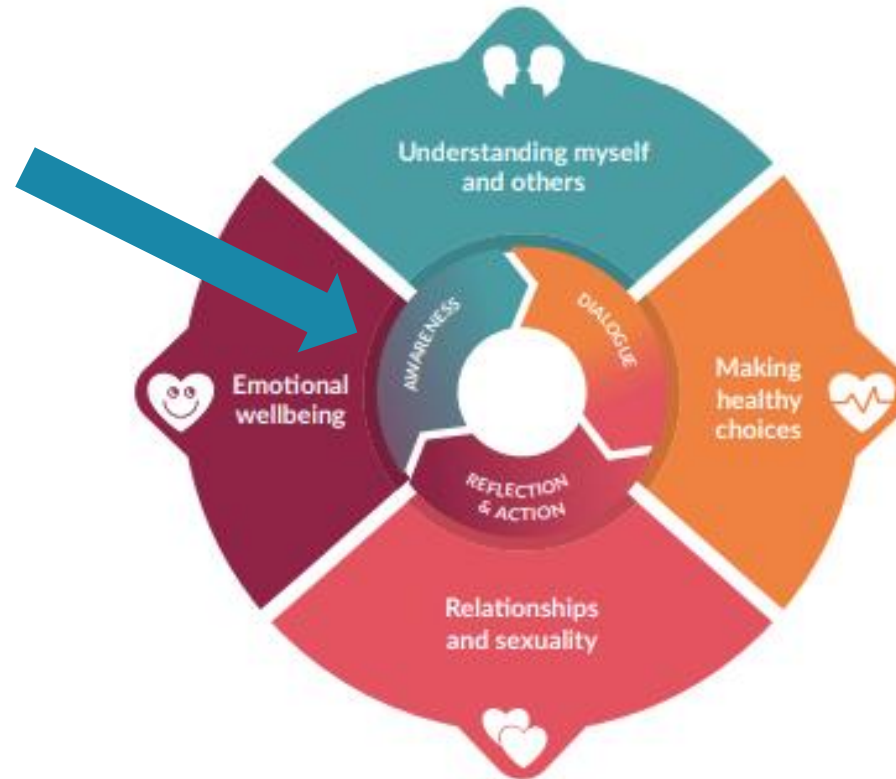 Understanding myself
and others
AWARENESS
DIALOGUE
Emotional
wellbeing
Making
healthy
choices
REFLECTION
& ACTION
Relationships
and sexuality